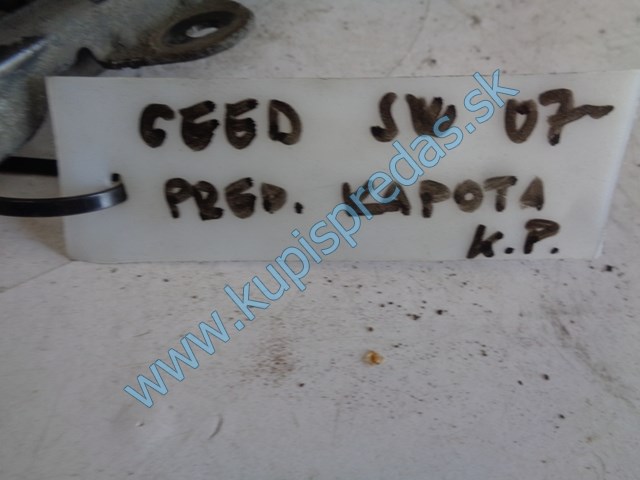 CEED SW 07-
PRED. KAPOTA
K.P.
www.kupispredas.sk